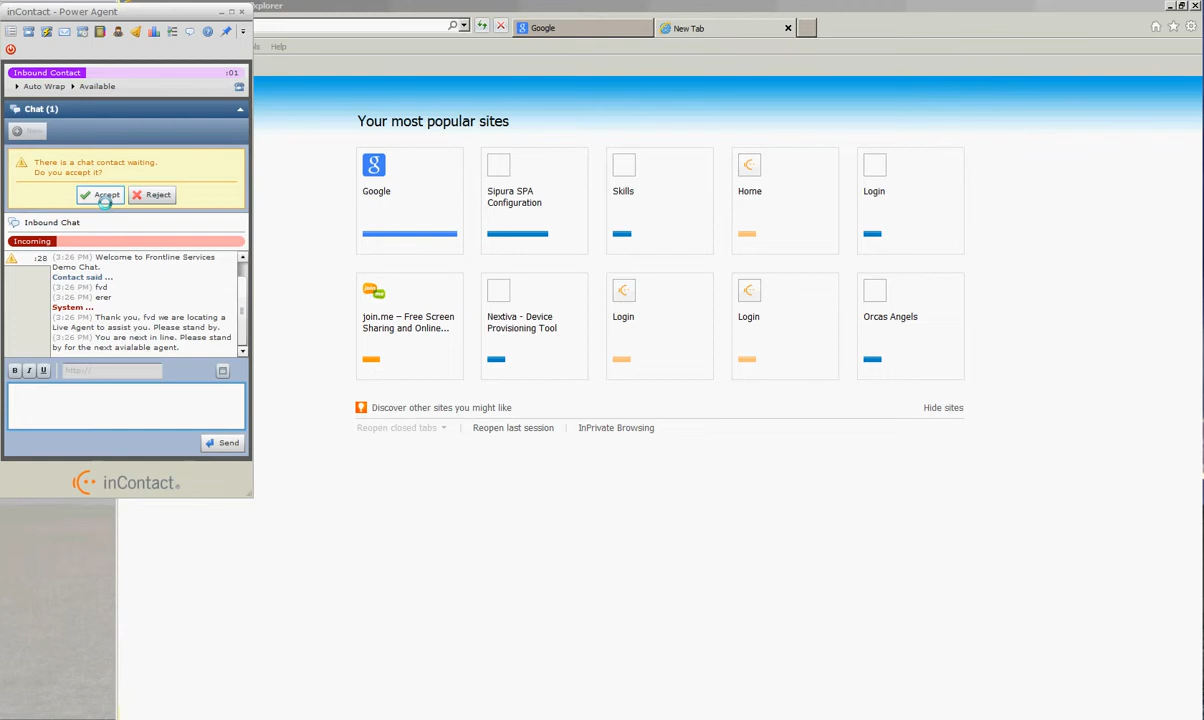 inContact - Power Agent
Explorer
Google
New Tab
Help
Inbound Contact
:01
Auto Wrap
Available
Chat (1)
There is a chat contact waiting.
Do you accept it?
Accept
Reject
Inbound Chat
Incoming
:28
(3:26 PM) Welcome to Frontline Services
Demo Chat.
Contact said ...
(3:26 PM) fvd
(3:26 PM) erer
System ...
(3:26 PM) Thank you, fvd we are locating a
Live Agent to assist you. Please stand by.
(3:26 PM) You are next in line. Please stand
by for the next avialable agent.
B I U
http://
Send
inContact
Your most popular sites
Google
Sipura SPA
Configuration
Skills
Home
Login
join.me – Free Screen
Sharing and Online...
Nextiva - Device
Provisioning Tool
Login
Login
Orcas Angels
Discover other sites you might like
Hide sites
Reopen closed tabs
Reopen last session
InPrivate Browsing